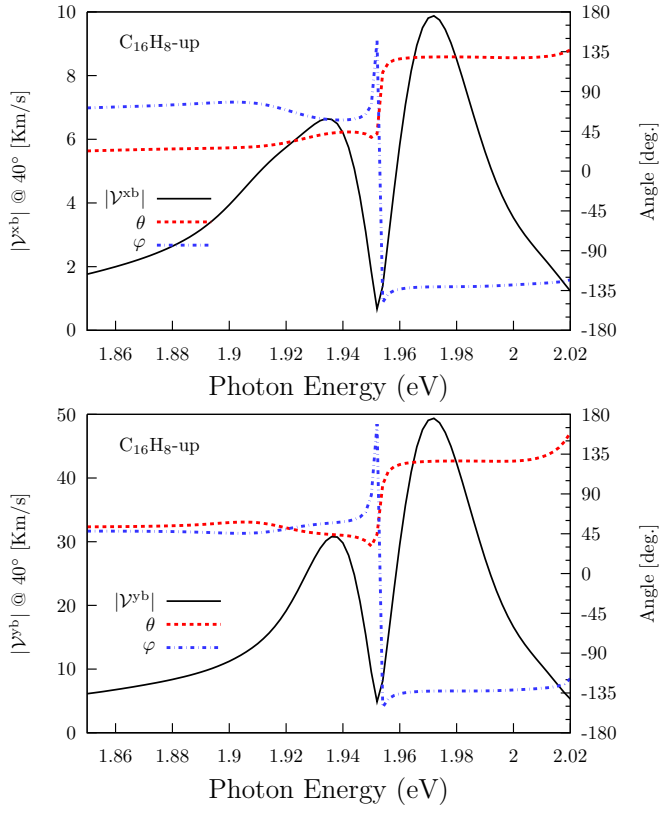 10
8
6
4
2
0
|𝒱^xb| @ 40° [Km/s]
C₁₆H₈-up
|𝒱^xb|
θ
φ
180
135
90
45
0
-45
-90
-135
-180
Angle [deg.]
1.86 1.88 1.9 1.92 1.94 1.96 1.98 2 2.02
Photon Energy (eV)
50
40
30
20
10
0
|𝒱^yb| @ 40° [Km/s]
C₁₆H₈-up
|𝒱^yb|
θ
φ
180
135
90
45
0
-45
-90
-135
-180
Angle [deg.]
1.86 1.88 1.9 1.92 1.94 1.96 1.98 2 2.02
Photon Energy (eV)